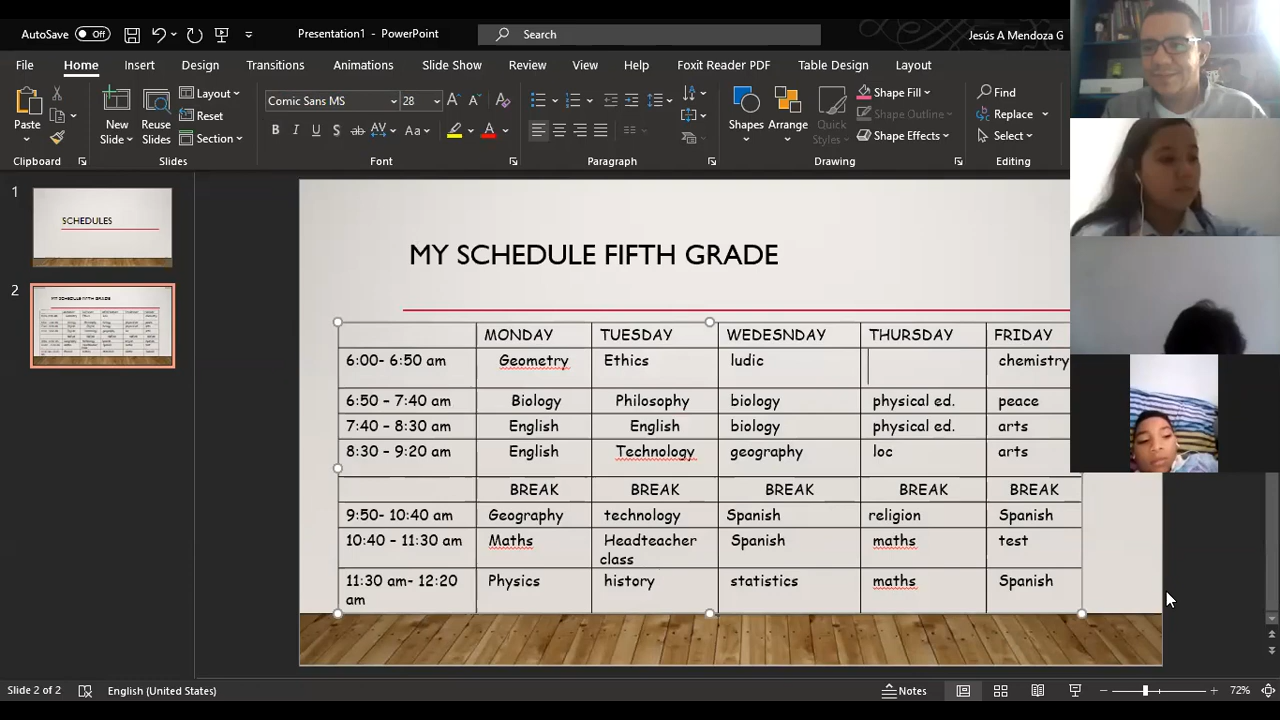 AutoSave Off Presentation1 - PowerPoint Search Jesús A Mendoza G
File Home Insert Design Transitions Animations Slide Show Review View Help Foxit Reader PDF Table Design Layout
Paste New Slide Reuse Slides Layout Reset Section
Comic Sans MS 28
B I U S ab AV Aa A
Shapes Arrange Quick Styles Shape Fill Shape Outline Shape Effects
Find Replace Select
Clipboard Slides Font Paragraph Drawing Editing
1
SCHEDULES
2
MY SCHEDULE FIFTH GRADE
MONDAY TUESDAY WEDESNDAY THURSDAY FRIDAY
6:00- 6:50 am Geometry Ethics ludic chemistry
6:50 – 7:40 am Biology Philosophy biology physical ed. peace
7:40 – 8:30 am English English biology physical ed. arts
8:30 – 9:20 am English Technology geography loc arts
BREAK BREAK BREAK BREAK BREAK
9:50- 10:40 am Geography technology Spanish religion Spanish
10:40 – 11:30 am Maths Headteacher class Spanish maths test
11:30 am- 12:20 am Physics history statistics maths Spanish
Slide 2 of 2 English (United States) Notes 72%